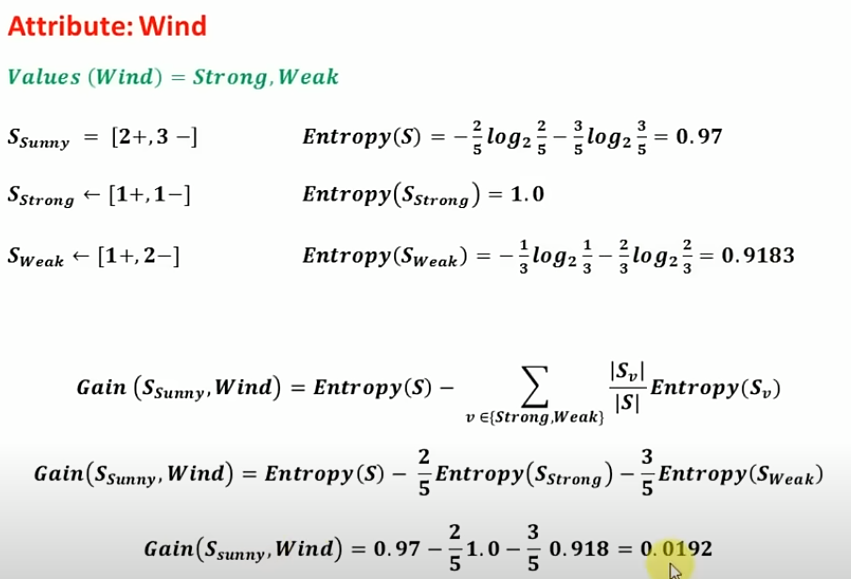 Attribute: Wind
Values (Wind) = Strong, Weak
S_Sunny = [2+, 3 −] Entropy(S) = −2/5 log₂ 2/5 − 3/5 log₂ 3/5 = 0.97
S_Strong ← [1+, 1−] Entropy(S_Strong) = 1.0
S_Weak ← [1+, 2−] Entropy(S_Weak) = −1/3 log₂ 1/3 − 2/3 log₂ 2/3 = 0.9183
Gain (S_Sunny, Wind) = Entropy(S) − ∑ v ∈{Strong,Weak} |S_v|/|S| Entropy(S_v)
Gain(S_Sunny, Wind) = Entropy(S) − 2/5 Entropy(S_Strong) − 3/5 Entropy(S_Weak)
Gain(S_sunny, Wind) = 0.97 − 2/5 1.0 − 3/5 0.918 = 0.0192